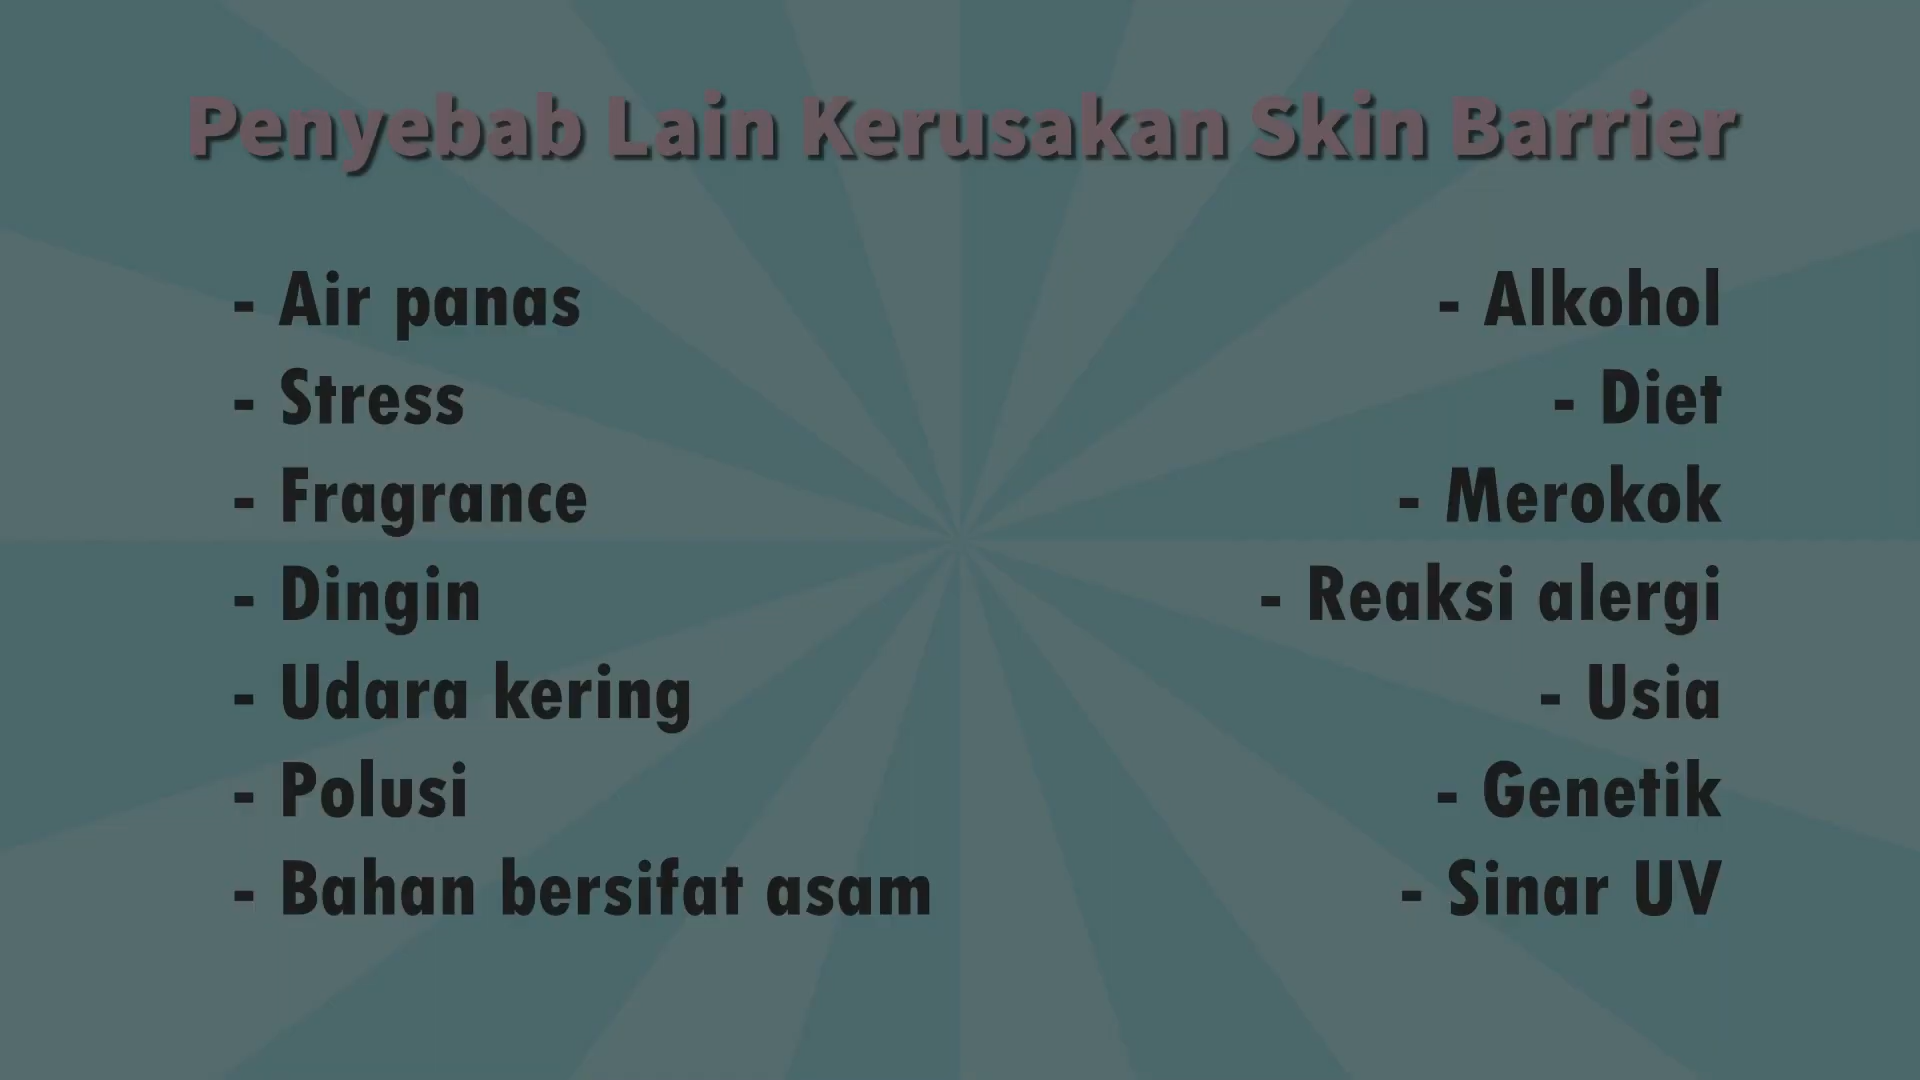 Penyebab Lain Kerusakan Skin Barrier
- Air panas
- Stress
- Fragrance
- Dingin
- Udara kering
- Polusi
- Bahan bersifat asam
- Alkohol
- Diet
- Merokok
- Reaksi alergi
- Usia
- Genetik
- Sinar UV